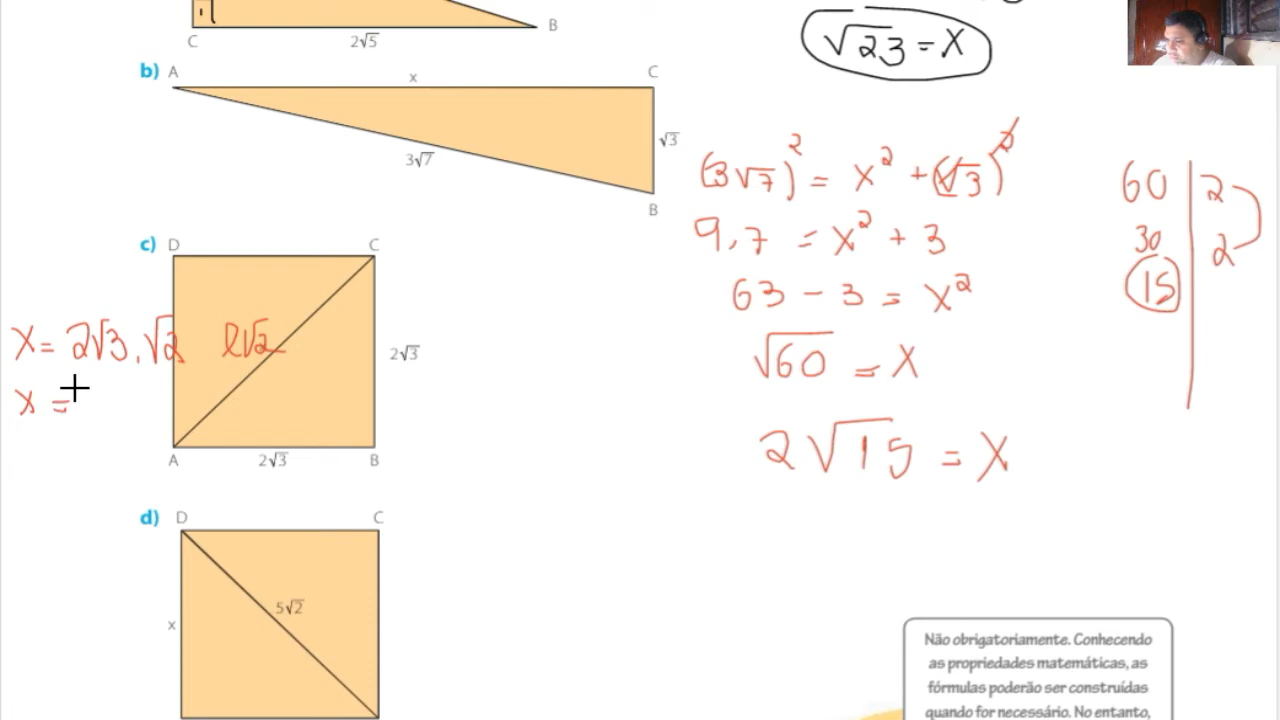 C
2√5
B
√23 = x
b) A
x
C
√3
3√7
B
(3√7)² = x² + (√3)²
9.7 = x² + 3
63 - 3 = x²
√60 = x
2√15 = x
60 | 2
30 | 2
15
c) D
C
x = 2√3 . √2
l√2
2√3
x =
A
2√3
B
d) D
C
5√2
x
Não obrigatoriamente. Conhecendo
as propriedades matemáticas, as
fórmulas poderão ser construídas
quando for necessário. No entanto,